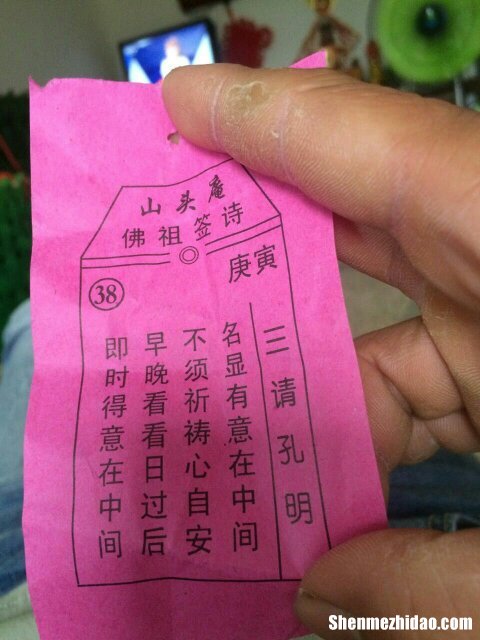 山头庵
佛祖签诗
庚寅
38
三请孔明
名显有意在中间
不须祈祷心自安
早晚看看日过后
即时得意在中间
Shenmezhidao.com